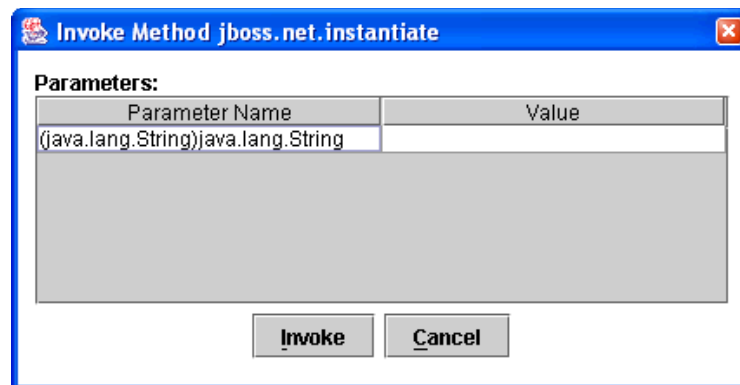 Invoke Method jboss.net.instantiate
Parameters:
Parameter Name Value
(java.lang.String)java.lang.String
Invoke Cancel